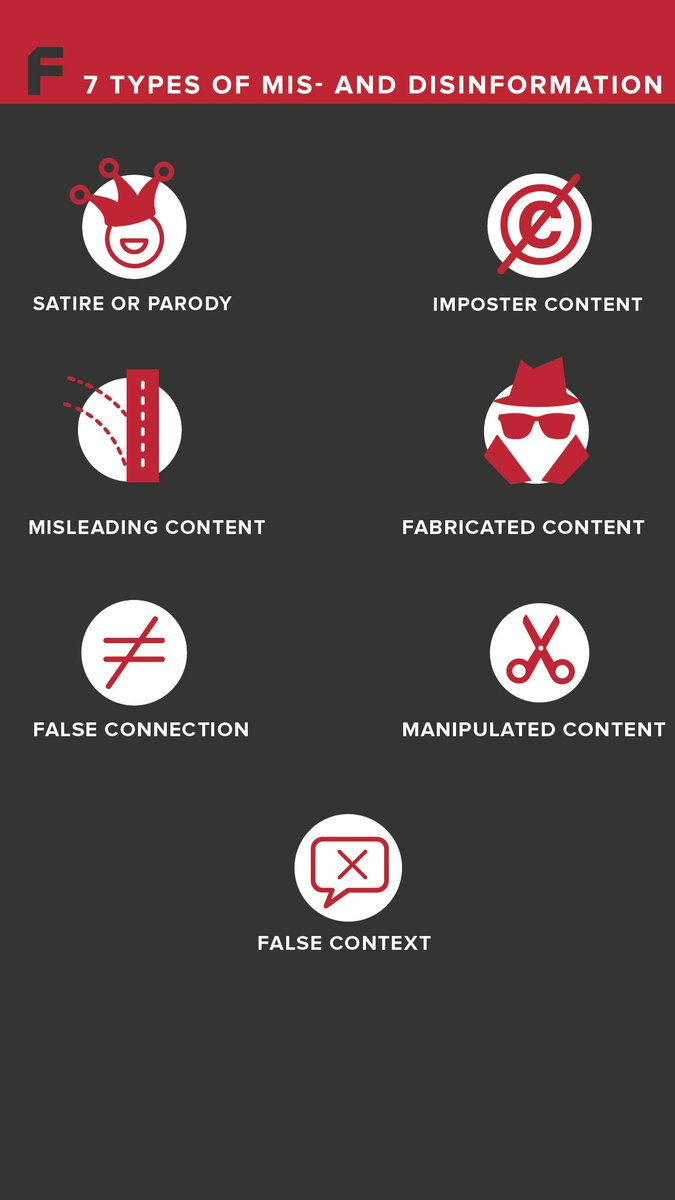 F 7 TYPES OF MIS- AND DISINFORMATION
SATIRE OR PARODY
IMPOSTER CONTENT
MISLEADING CONTENT
FABRICATED CONTENT
FALSE CONNECTION
MANIPULATED CONTENT
FALSE CONTEXT